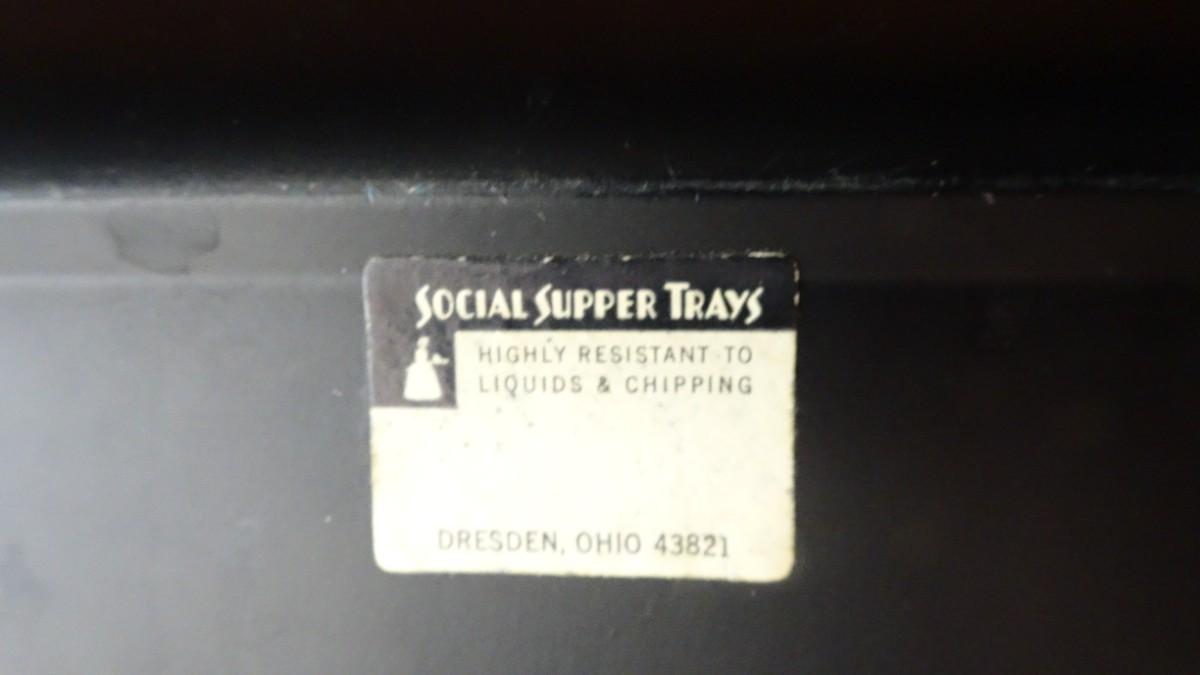 SOCIAL SUPPER TRAYS
HIGHLY RESISTANT TO
LIQUIDS & CHIPPING
DRESDEN, OHIO 43821